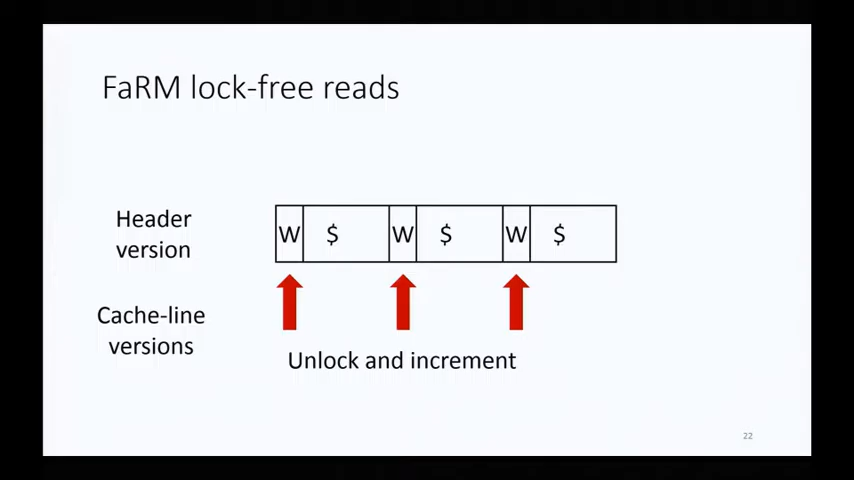 FaRM lock-free reads
Header
version
W $ W $ W $
Cache-line
versions
Unlock and increment
22